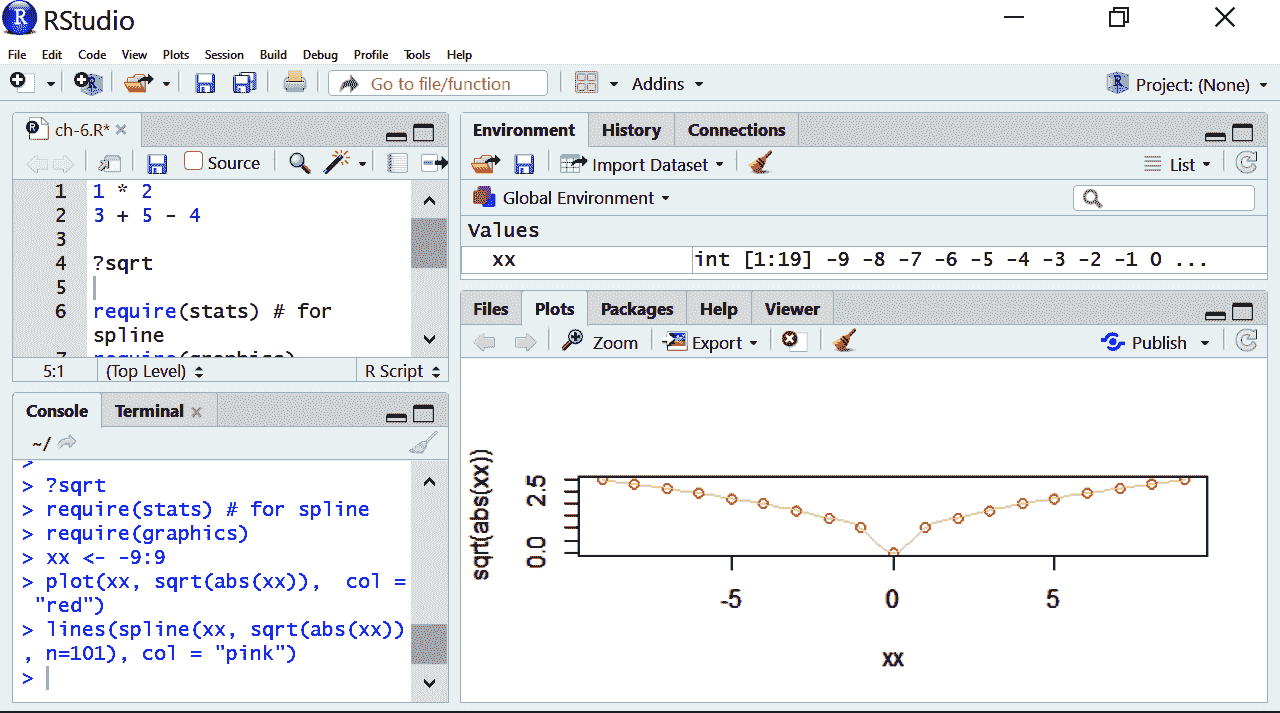 RStudio
File Edit Code View Plots Session Build Debug Profile Tools Help
Go to file/function
Addins
Project: (None)
ch-6.R*
Source
1 1 * 2
2 3 + 5 - 4
3
4 ?sqrt
5
6 require(stats) # for
spline
7 require(graphics)
5:1 (Top Level) R Script
Console Terminal
~/
>
> ?sqrt
> require(stats) # for spline
> require(graphics)
> xx <- -9:9
> plot(xx, sqrt(abs(xx)),  col =
"red")
> lines(spline(xx, sqrt(abs(xx))
, n=101), col = "pink")
>
Environment History Connections
Import Dataset
List
Global Environment
Values
xx int [1:19] -9 -8 -7 -6 -5 -4 -3 -2 -1 0 ...
Files Plots Packages Help Viewer
Zoom Export Publish
sqrt(abs(xx))
2.5
0.0
-5 0 5
xx